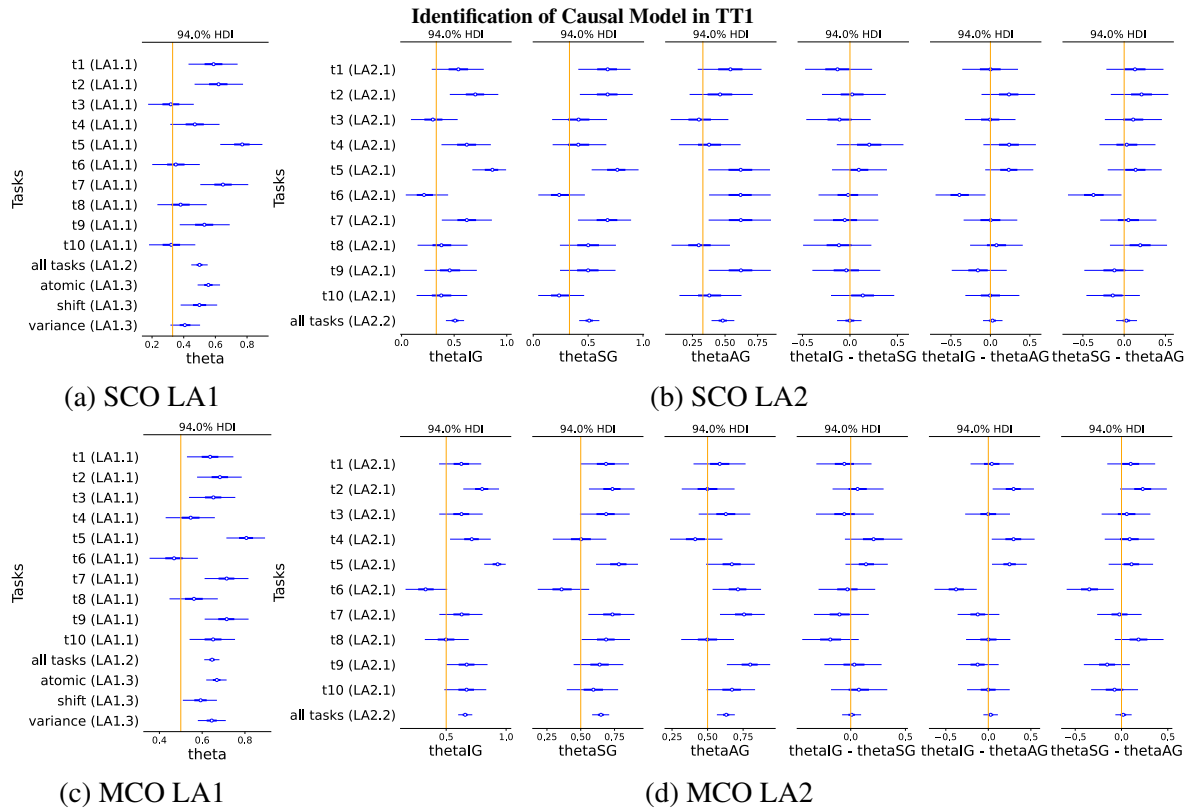 Identification of Causal Model in TT1
94.0% HDI
Tasks
t1 (LA1.1)
t2 (LA1.1)
t3 (LA1.1)
t4 (LA1.1)
t5 (LA1.1)
t6 (LA1.1)
t7 (LA1.1)
t8 (LA1.1)
t9 (LA1.1)
t10 (LA1.1)
all tasks (LA1.2)
atomic (LA1.3)
shift (LA1.3)
variance (LA1.3)
0.2 0.4 0.6 0.8
theta
(a) SCO LA1
94.0% HDI 94.0% HDI 94.0% HDI 94.0% HDI 94.0% HDI 94.0% HDI
Tasks
t1 (LA2.1)
t2 (LA2.1)
t3 (LA2.1)
t4 (LA2.1)
t5 (LA2.1)
t6 (LA2.1)
t7 (LA2.1)
t8 (LA2.1)
t9 (LA2.1)
t10 (LA2.1)
all tasks (LA2.2)
0.0 0.5 1.0 0.0 0.5 1.0 0.25 0.50 0.75 −0.5 0.0 0.5 −0.5 0.0 0.5 −0.5 0.0 0.5
thetaIG thetaSG thetaAG thetaIG - thetaSG thetaIG - thetaAG thetaSG - thetaAG
(b) SCO LA2
94.0% HDI
Tasks
t1 (LA1.1)
t2 (LA1.1)
t3 (LA1.1)
t4 (LA1.1)
t5 (LA1.1)
t6 (LA1.1)
t7 (LA1.1)
t8 (LA1.1)
t9 (LA1.1)
t10 (LA1.1)
all tasks (LA1.2)
atomic (LA1.3)
shift (LA1.3)
variance (LA1.3)
0.4 0.6 0.8
theta
(c) MCO LA1
94.0% HDI 94.0% HDI 94.0% HDI 94.0% HDI 94.0% HDI 94.0% HDI
Tasks
t1 (LA2.1)
t2 (LA2.1)
t3 (LA2.1)
t4 (LA2.1)
t5 (LA2.1)
t6 (LA2.1)
t7 (LA2.1)
t8 (LA2.1)
t9 (LA2.1)
t10 (LA2.1)
all tasks (LA2.2)
0.5 1.0 0.50 0.75 0.25 0.50 0.75 −0.5 0.0 0.5 −0.5 0.0 0.5 −0.5 0.0 0.5
thetaIG thetaSG thetaAG thetaIG - thetaSG thetaIG - thetaAG thetaSG - thetaAG
(d) MCO LA2